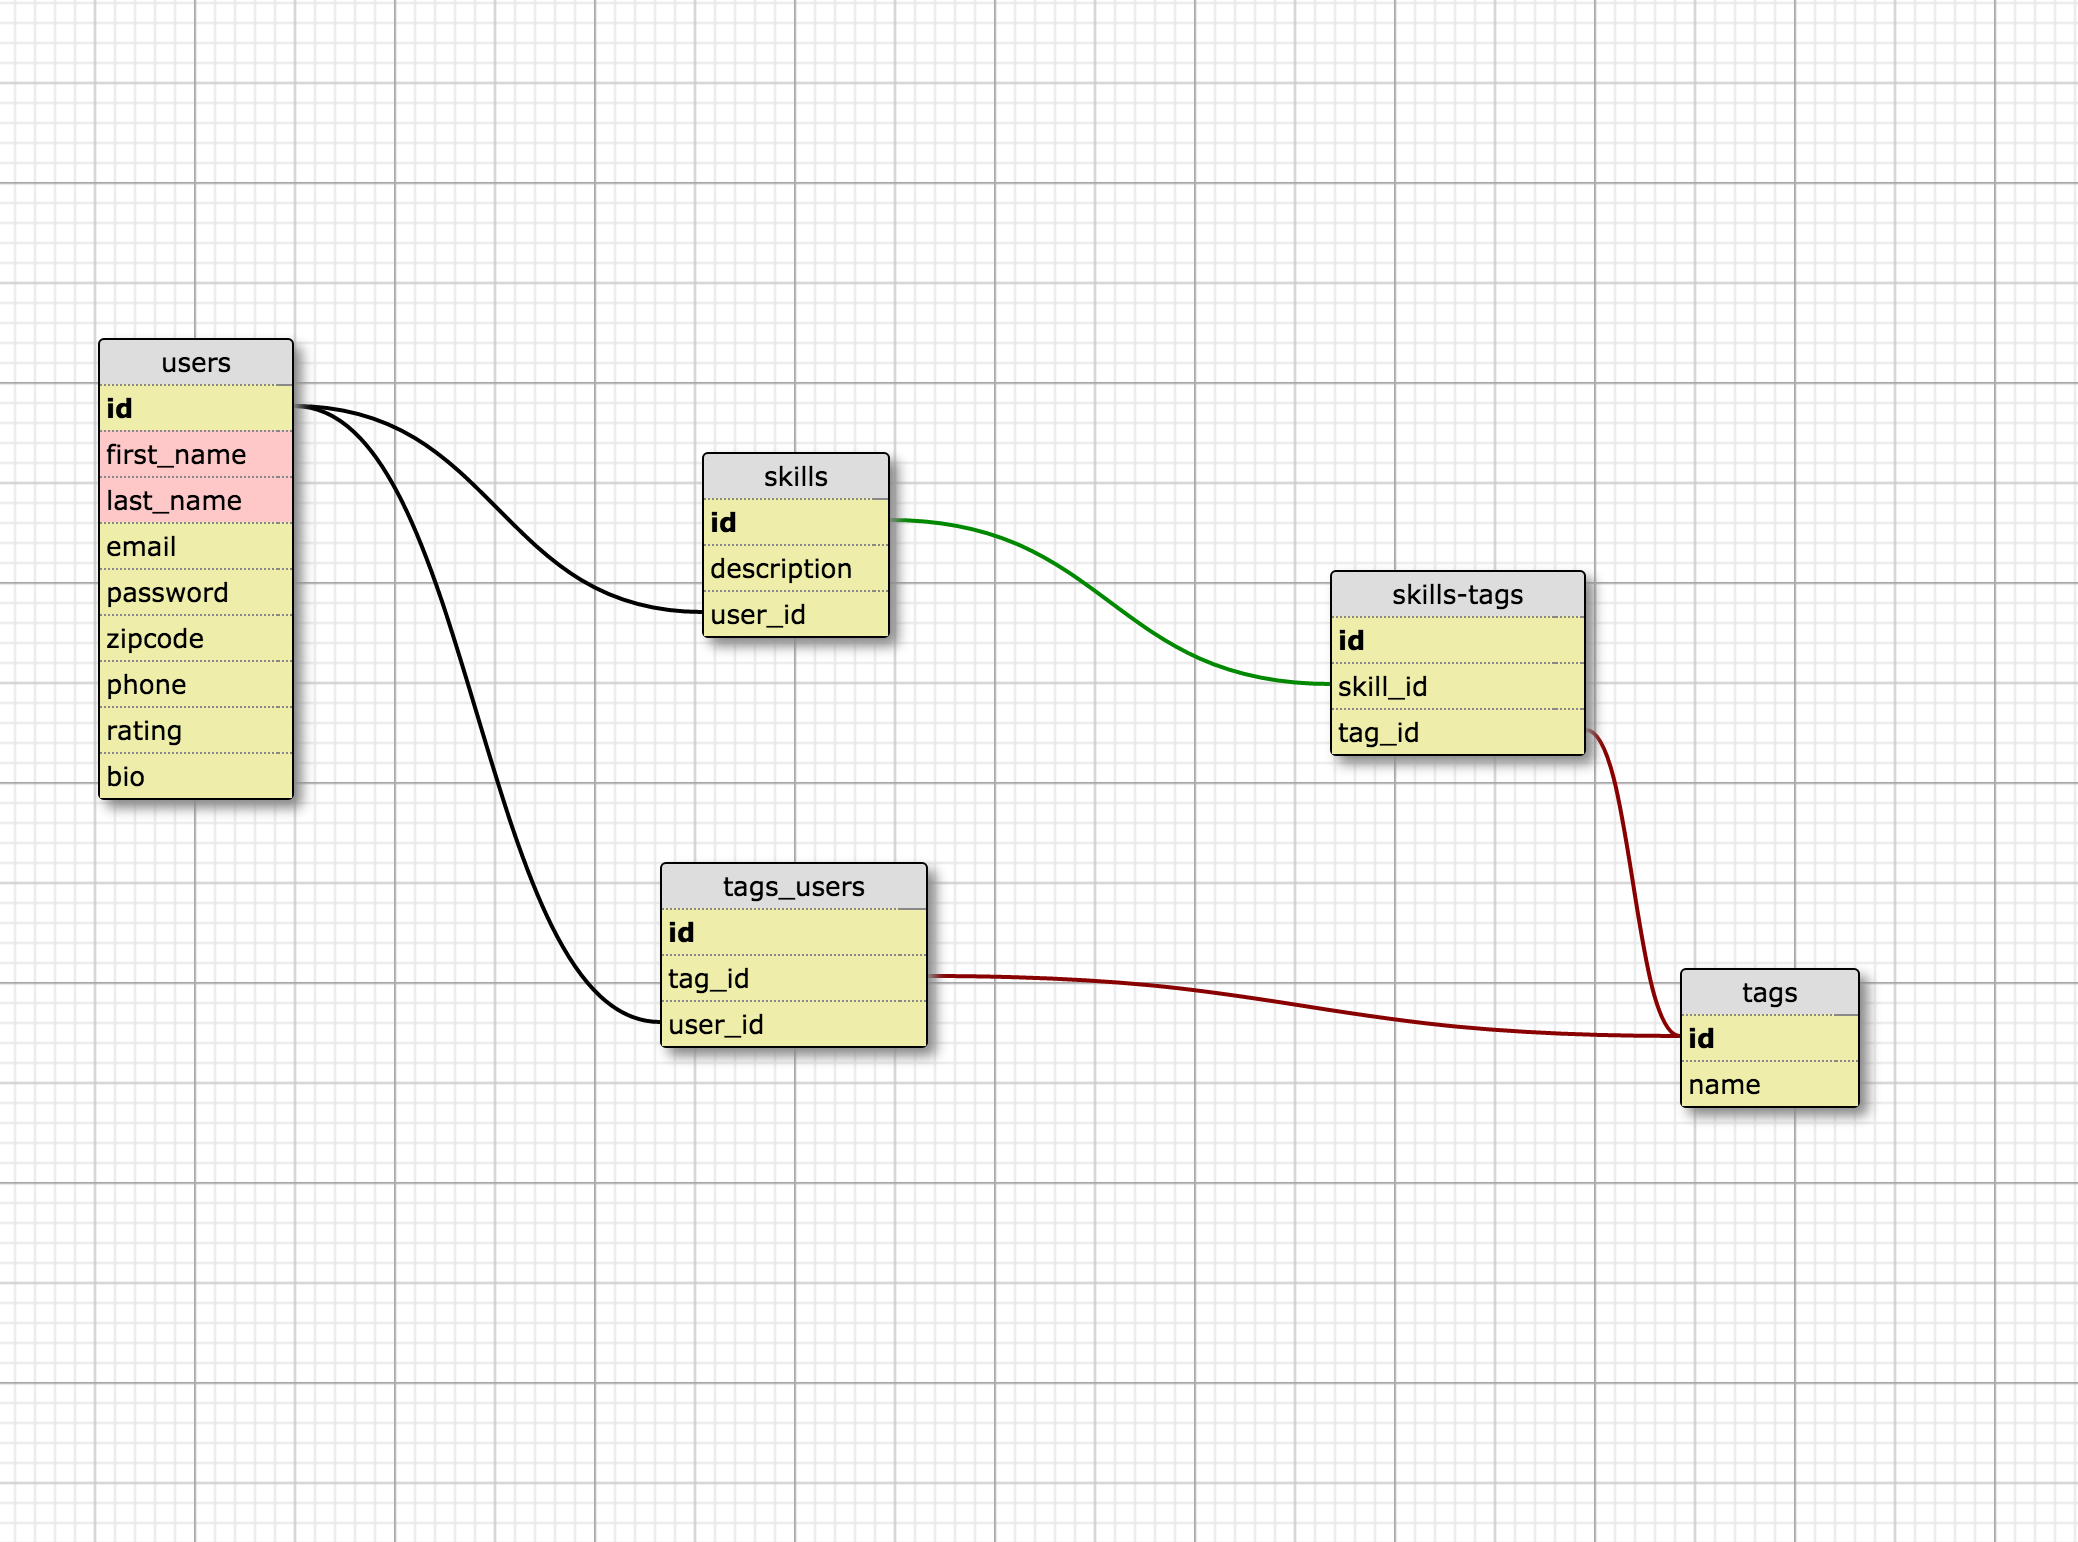 users
id
first_name
last_name
email
password
zipcode
phone
rating
bio
skills
id
description
user_id
skills-tags
id
skill_id
tag_id
tags_users
id
tag_id
user_id
tags
id
name